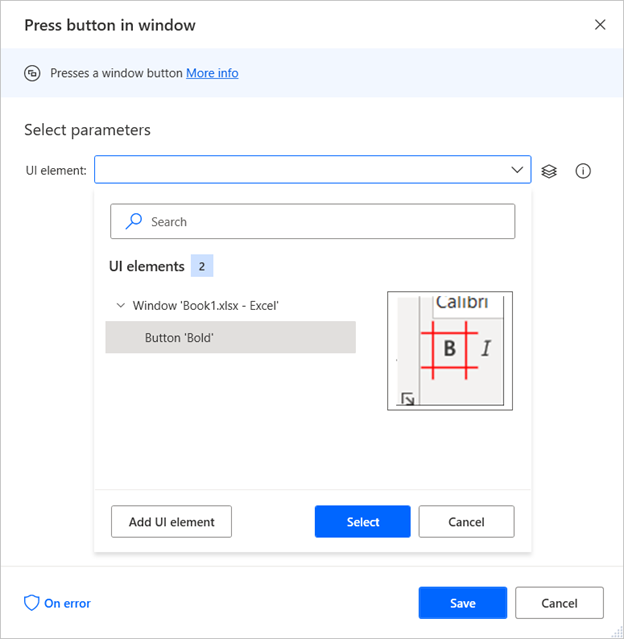 Press button in window
Presses a window button More info
Select parameters
UI element:
Search
UI elements 2
Window 'Book1.xlsx - Excel'
Button 'Bold'
Calibri
B I
Add UI element Select Cancel
On error Save Cancel